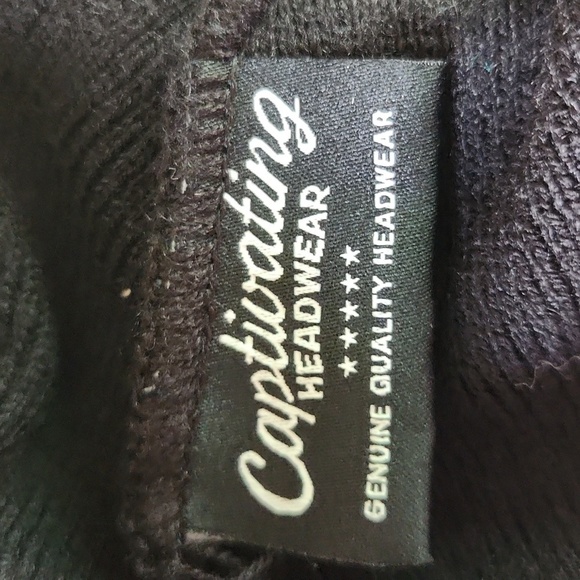 Captivating
HEADWEAR
★★★★★
GENUINE QUALITY HEADWEAR